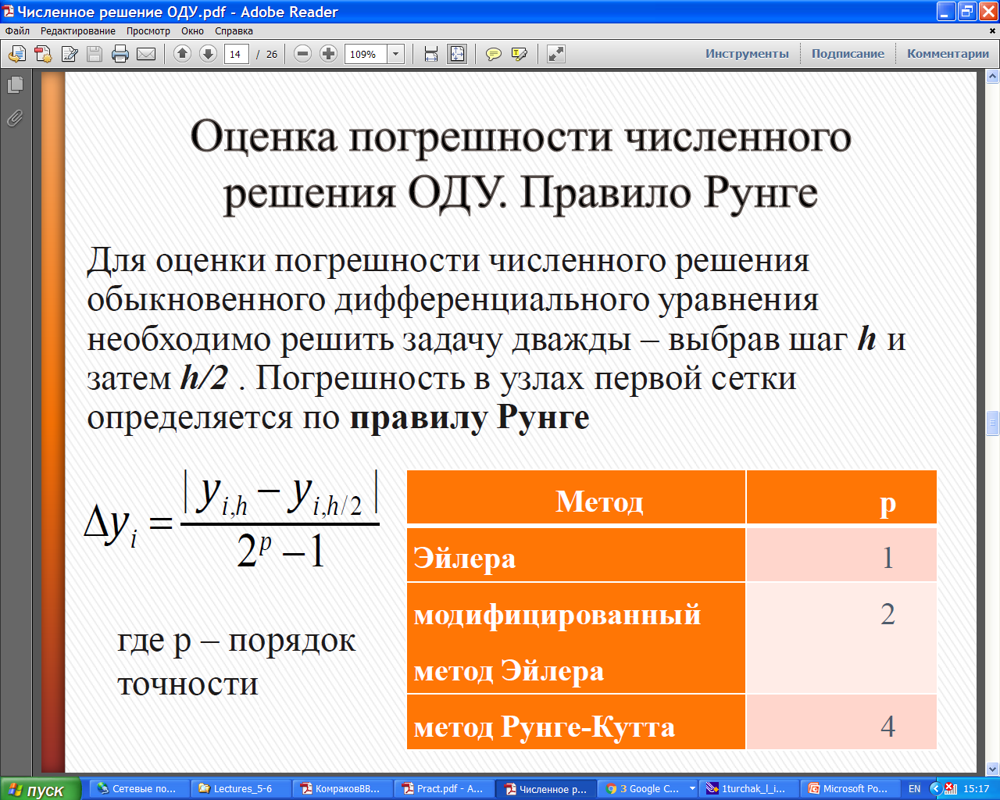 Численное решение ОДУ.pdf - Adobe Reader
Файл Редактирование Просмотр Окно Справка
14 / 26 109% Инструменты Подписание Комментарии
Оценка погрешности численного
решения ОДУ. Правило Рунге
Для оценки погрешности численного решения
обыкновенного дифференциального уравнения
необходимо решить задачу дважды – выбрав шаг h и
затем h/2 . Погрешность в узлах первой сетки
определяется по правилу Рунге
Δy_i = | y_{i,h} − y_{i,h/2} | / (2^p − 1)
где p – порядок
точности
Метод p
Эйлера 1
модифицированный 2
метод Эйлера
метод Рунге-Кутта 4
пуск Сетевые по... Lectures_5-6 КомраковВВ... Pract.pdf - A... Численное р... 3 Google C... 1turchak_l_i... Microsoft Po... EN 15:17